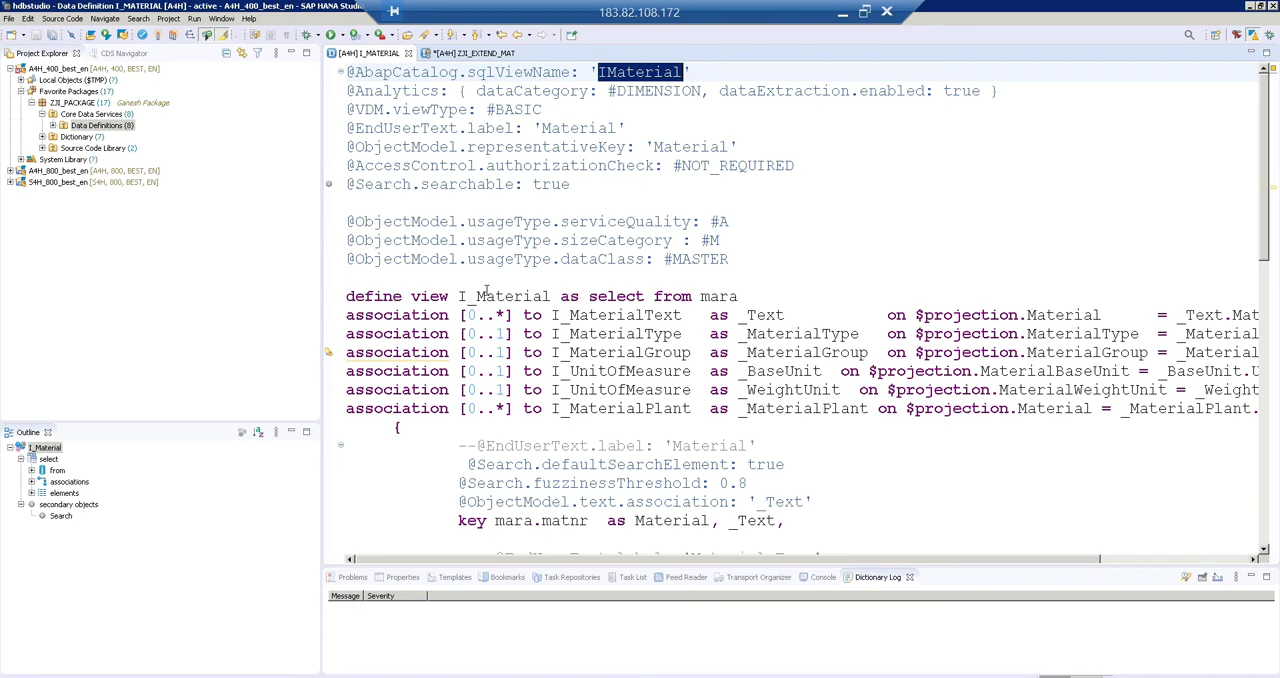 hdbstudio - Data Definition I_MATERIAL [A4H] - active - A4H_400_best_en - SAP HANA Studio
183.82.108.172
File Edit Source Code Navigate Search Project Run Window Help
Project Explorer CDS Navigator
[A4H] I_MATERIAL *[A4H] ZJI_EXTEND_MAT
A4H_400_best_en [A4H, 400, BEST, EN]
Local Objects ($TMP) (?)
Favorite Packages (17)
ZJI_PACKAGE (17) Ganesh Package
Core Data Services (8)
Data Definitions (8)
Dictionary (7)
Source Code Library (2)
System Library (?)
A4H_800_best_en [A4H, 800, BEST, EN]
S4H_800_best_en [S4H, 800, BEST, EN]
@AbapCatalog.sqlViewName: 'IMaterial'
@Analytics: { dataCategory: #DIMENSION, dataExtraction.enabled: true }
@VDM.viewType: #BASIC
@EndUserText.label: 'Material'
@ObjectModel.representativeKey: 'Material'
@AccessControl.authorizationCheck: #NOT_REQUIRED
@Search.searchable: true
@ObjectModel.usageType.serviceQuality: #A
@ObjectModel.usageType.sizeCategory : #M
@ObjectModel.usageType.dataClass: #MASTER
define view I_Material as select from mara
association [0..*] to I_MaterialText as _Text on $projection.Material = _Text.Mat
association [0..1] to I_MaterialType as _MaterialType on $projection.MaterialType = _Material
association [0..1] to I_MaterialGroup as _MaterialGroup on $projection.MaterialGroup = _Material
association [0..1] to I_UnitOfMeasure as _BaseUnit on $projection.MaterialBaseUnit = _BaseUnit.U
association [0..1] to I_UnitOfMeasure as _WeightUnit on $projection.MaterialWeightUnit = _Weight
association [0..*] to I_MaterialPlant as _MaterialPlant on $projection.Material = _MaterialPlant.
{
--@EndUserText.label: 'Material'
@Search.defaultSearchElement: true
@Search.fuzzinessThreshold: 0.8
@ObjectModel.text.association: '_Text'
key mara.matnr as Material, _Text,
Outline
I_Material
select
from
associations
elements
secondary objects
Search
Problems Properties Templates Bookmarks Task Repositories Task List Feed Reader Transport Organizer Console Dictionary Log
Message Severity